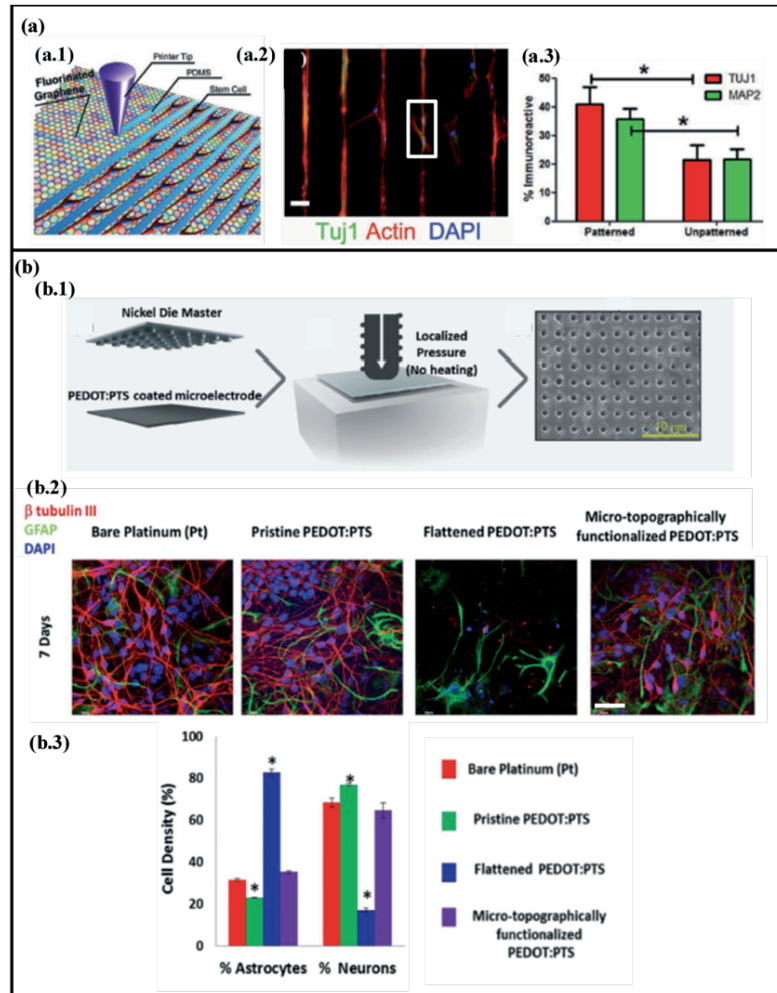 (a)
(a.1)
Printer Tip
Fluorinated
Graphene
PDMS
Stem Cell
(a.2)
)
Tuj1 Actin DAPI
(a.3)
% Immunoreactive
50
40
30
20
10
0
*
*
TUJ1
MAP2
Patterned
Unpatterned
(b)
(b.1)
Nickel Die Master
PEDOT:PTS coated microelectrode
Localized
Pressure
(No heating)
10 µm
(b.2)
β tubulin III
GFAP
DAPI
Bare Platinum (Pt)
Pristine PEDOT:PTS
Flattened PEDOT:PTS
Micro-topographically
functionalized PEDOT:PTS
7 Days
(b.3)
Cell Density (%)
100
80
60
40
20
0
*
*
*
*
% Astrocytes
% Neurons
Bare Platinum (Pt)
Pristine PEDOT:PTS
Flattened PEDOT:PTS
Micro-topographically
functionalized
PEDOT:PTS